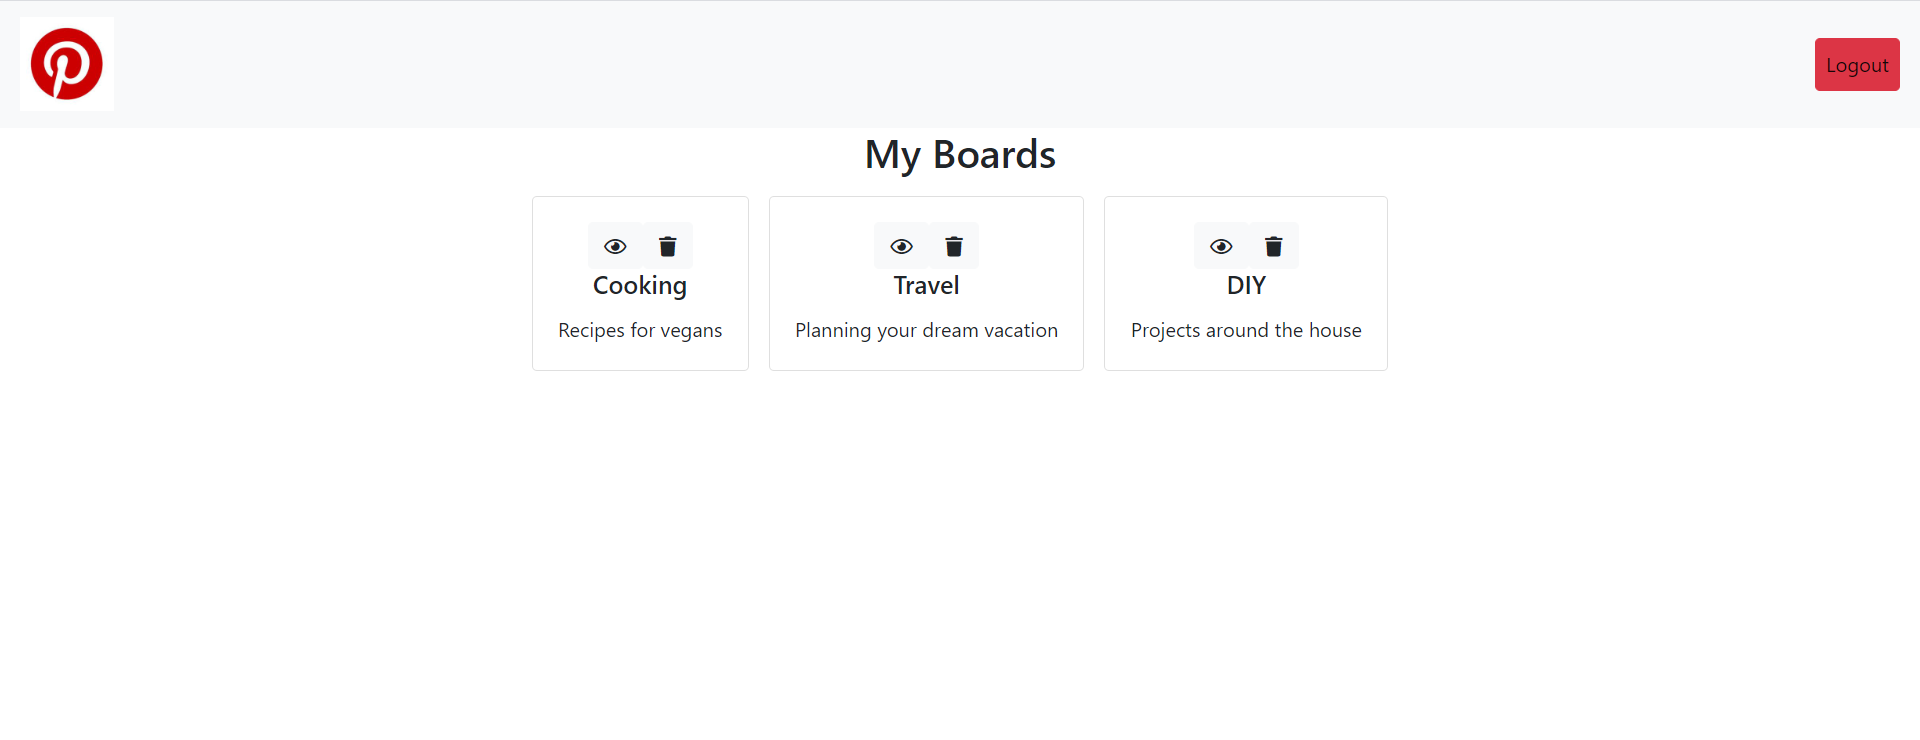 Logout
My Boards
Cooking
Recipes for vegans
Travel
Planning your dream vacation
DIY
Projects around the house